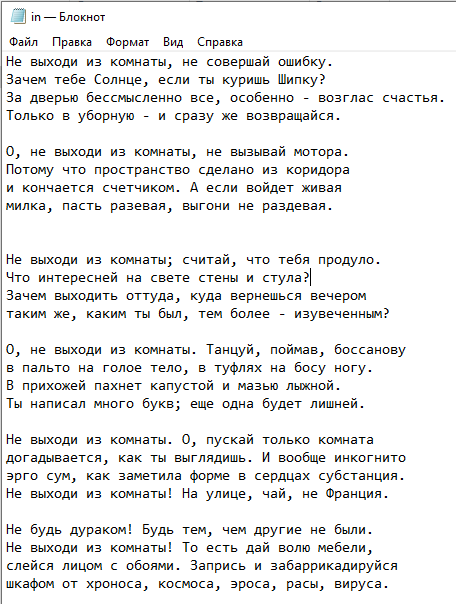 in — Блокнот
Файл Правка Формат Вид Справка
Не выходи из комнаты, не совершай ошибку.
Зачем тебе Солнце, если ты куришь Шипку?
За дверью бессмысленно все, особенно - возглас счастья.
Только в уборную - и сразу же возвращайся.

О, не выходи из комнаты, не вызывай мотора.
Потому что пространство сделано из коридора
и кончается счетчиком. А если войдет живая
милка, пасть разевая, выгони не раздевая.

Не выходи из комнаты; считай, что тебя продуло.
Что интересней на свете стены и стула?
Зачем выходить оттуда, куда вернешься вечером
таким же, каким ты был, тем более - изувеченным?

О, не выходи из комнаты. Танцуй, поймав, боссанову
в пальто на голое тело, в туфлях на босу ногу.
В прихожей пахнет капустой и мазью лыжной.
Ты написал много букв; еще одна будет лишней.

Не выходи из комнаты. О, пускай только комната
догадывается, как ты выглядишь. И вообще инкогнито
эрго сум, как заметила форме в сердцах субстанция.
Не выходи из комнаты! На улице, чай, не Франция.

Не будь дураком! Будь тем, чем другие не были.
Не выходи из комнаты! То есть дай волю мебели,
слейся лицом с обоями. Запрись и забаррикадируйся
шкафом от хроноса, космоса, эроса, расы, вируса.